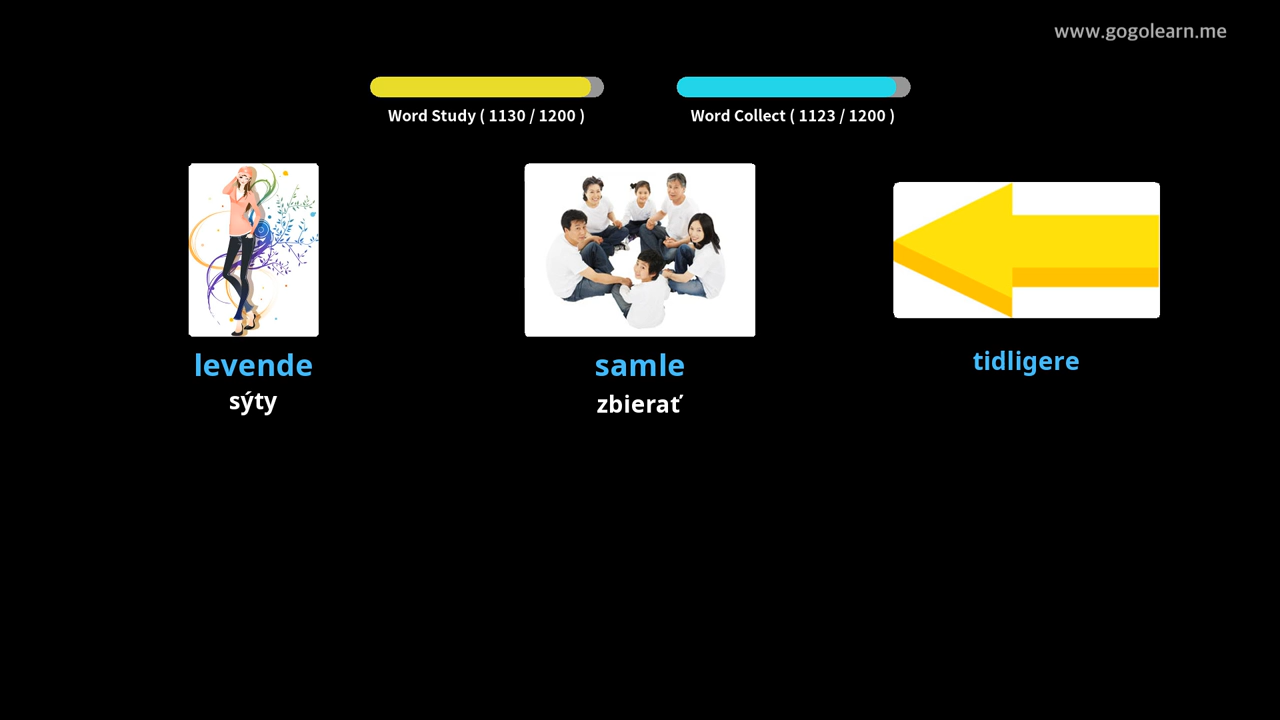 www.gogolearn.me
Word Study ( 1130 / 1200 )
Word Collect ( 1123 / 1200 )
levende
sýty
samle
zbierať
tidligere